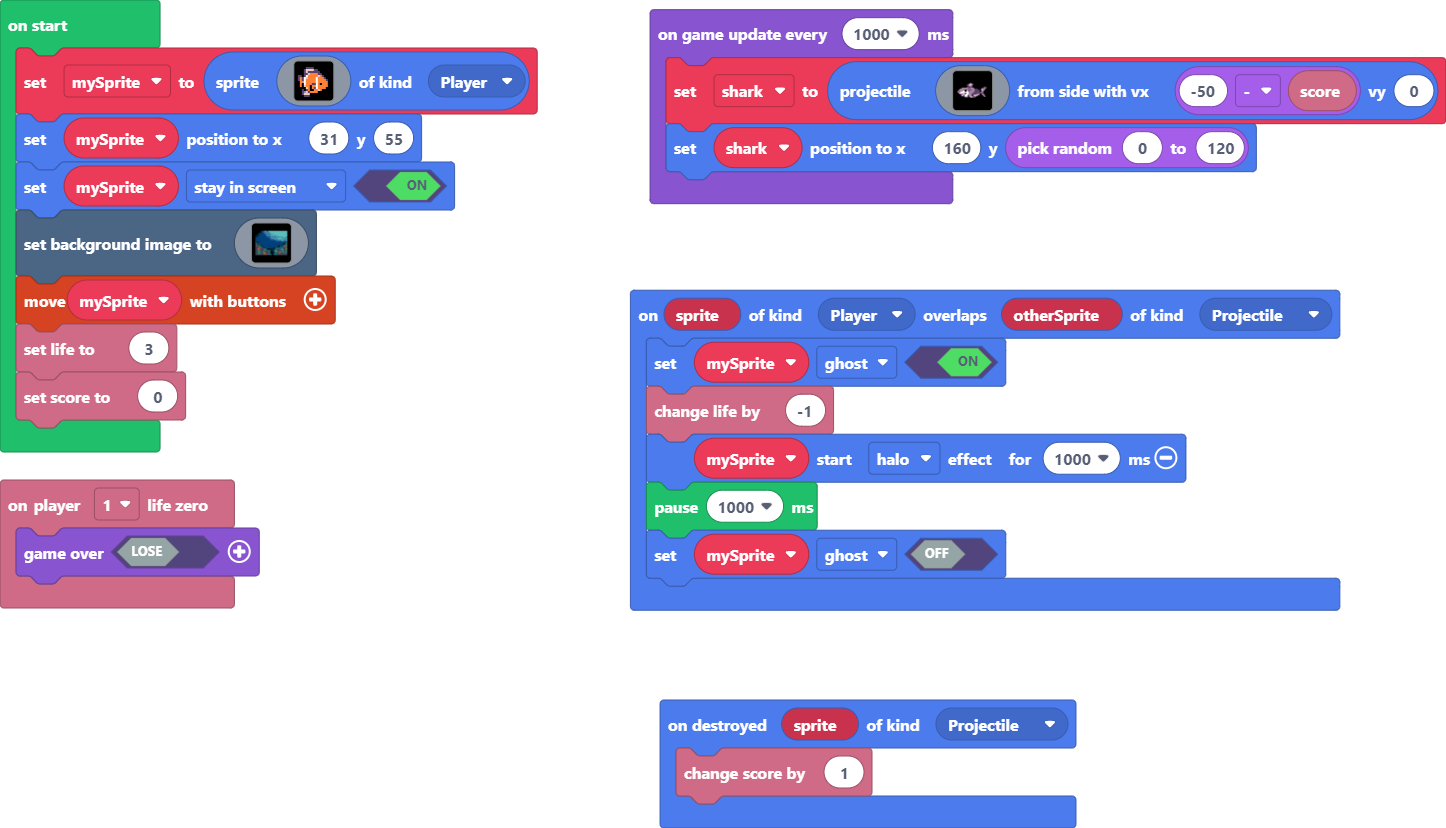 on start
set mySprite to sprite of kind Player
set mySprite position to x 31 y 55
set mySprite stay in screen ON
set background image to
move mySprite with buttons
set life to 3
set score to 0
on player 1 life zero
game over LOSE
on game update every 1000 ms
set shark to projectile from side with vx -50 - score vy 0
set shark position to x 160 y pick random 0 to 120
on sprite of kind Player overlaps otherSprite of kind Projectile
set mySprite ghost ON
change life by -1
mySprite start halo effect for 1000 ms
pause 1000 ms
set mySprite ghost OFF
on destroyed sprite of kind Projectile
change score by 1